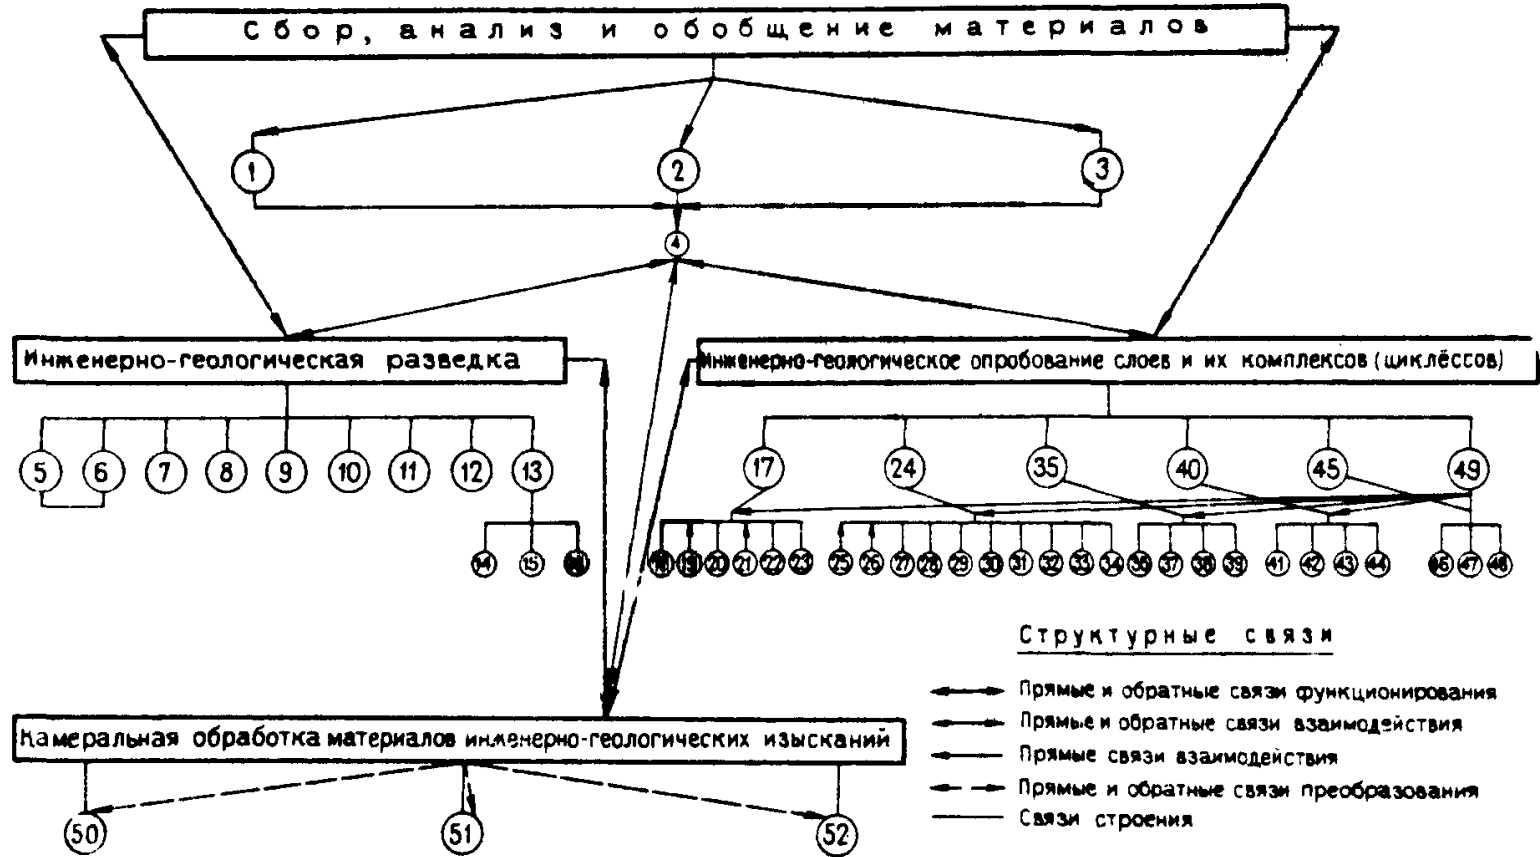 Сбор, анализ и обобщение материалов
1 2 3
4
Инженерно-геологическая разведка
Инженерно-геологическое опробование слоев и их комплексов (циклёссов)
5 6 7 8 9 10 11 12 13
17 24 35 40 45 49
14 15
19 20 21 22 23 25 26 27 28 29 30 31 32 33 34 36 37 38 39 41 42 43 44 46 47 48
Структурные связи
Прямые и обратные связи функционирования
Прямые и обратные связи взаимодействия
Прямые связи взаимодействия
Прямые и обратные связи преобразования
Связи строения
Камеральная обработка материалов инженерно-геологических изысканий
50 51 52